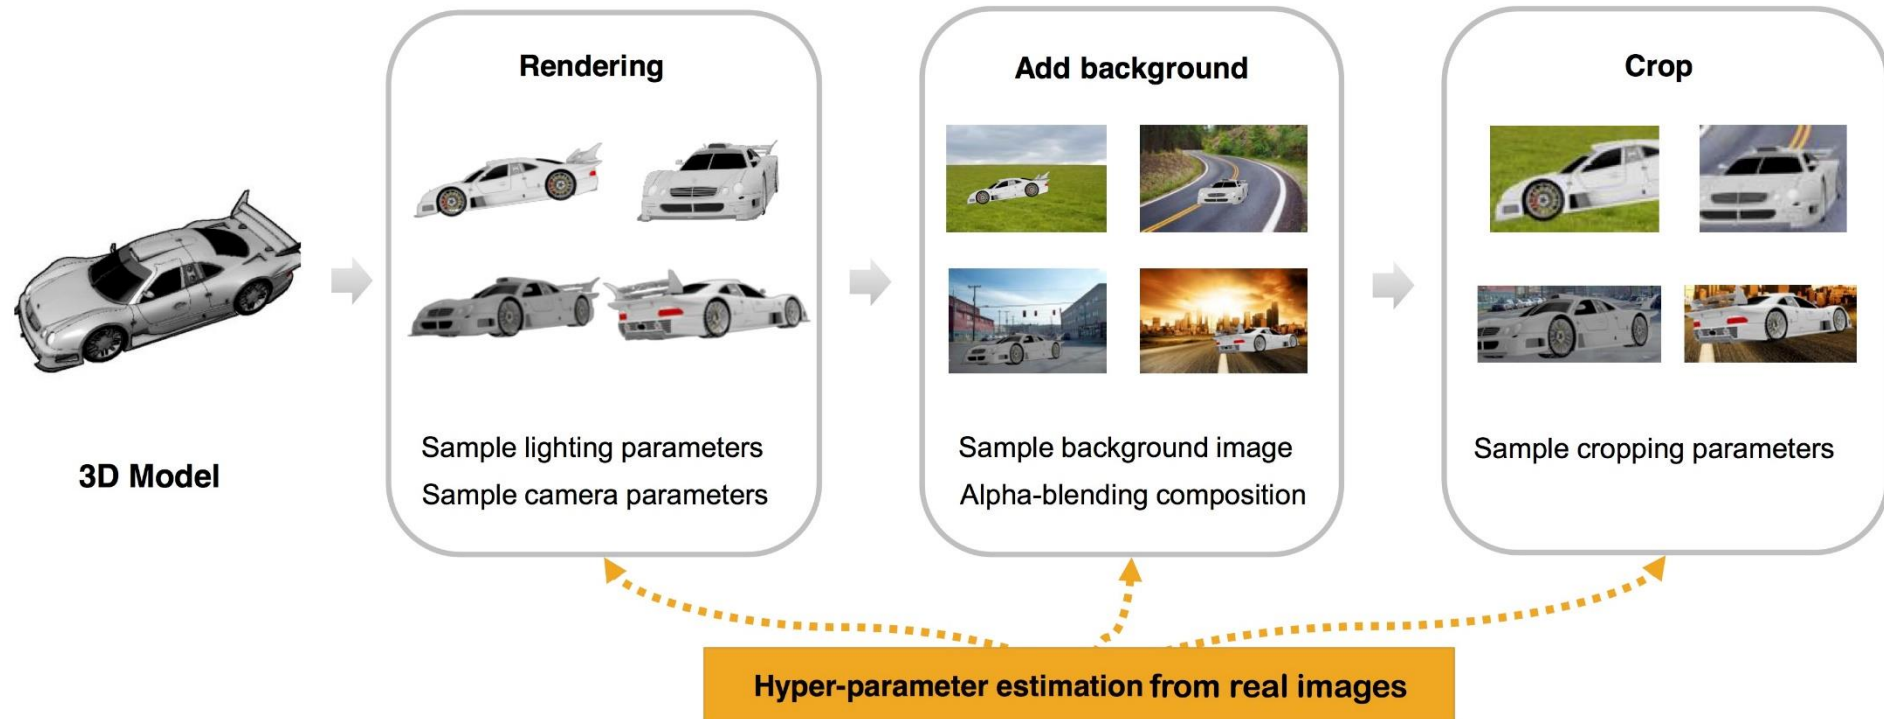 Rendering
Add background
Crop
3D Model
Sample lighting parameters
Sample camera parameters
Sample background image
Alpha-blending composition
Sample cropping parameters
Hyper-parameter estimation from real images